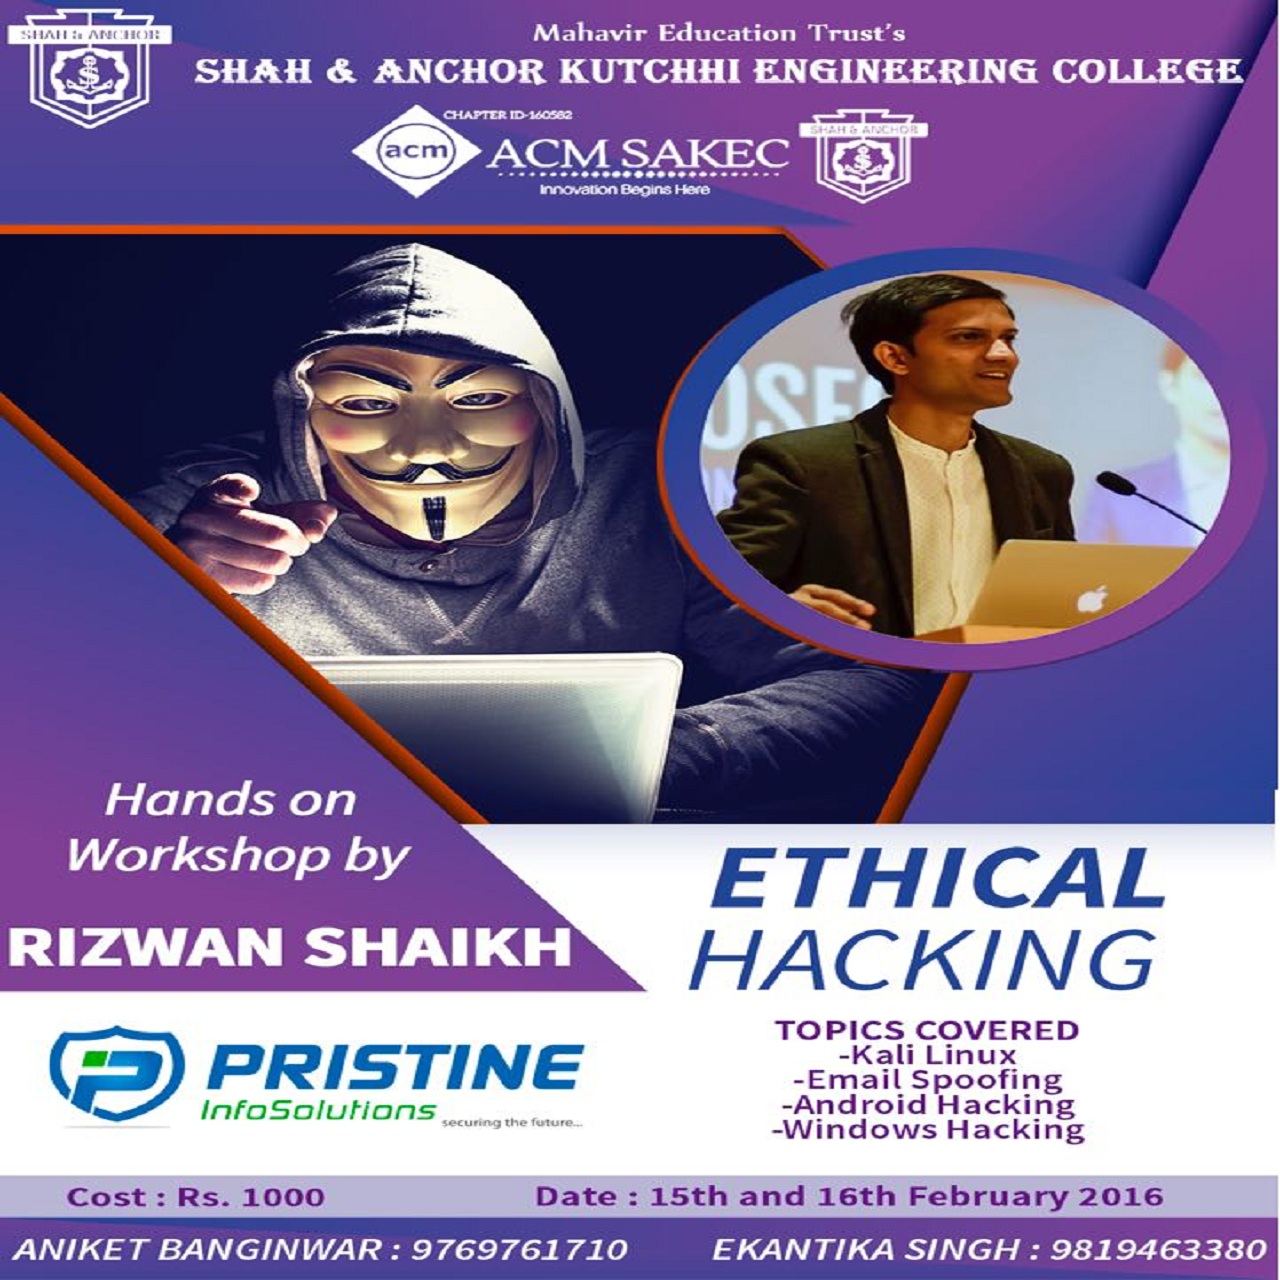 SHAH & ANCHOR
Mahavir Education Trust's
SHAH & ANCHOR KUTCHHI ENGINEERING COLLEGE
CHAPTER ID-160582
acm
ACM SAKEC
Innovation Begins Here
SHAH & ANCHOR
OSEC
Hands on
Workshop by
RIZWAN SHAIKH
ETHICAL
HACKING
PRISTINE
InfoSolutions
securing the future...
TOPICS COVERED
-Kali Linux
-Email Spoofing
-Android Hacking
-Windows Hacking
Cost : Rs. 1000
Date : 15th and 16th February 2016
ANIKET BANGINWAR : 9769761710
EKANTIKA SINGH : 9819463380